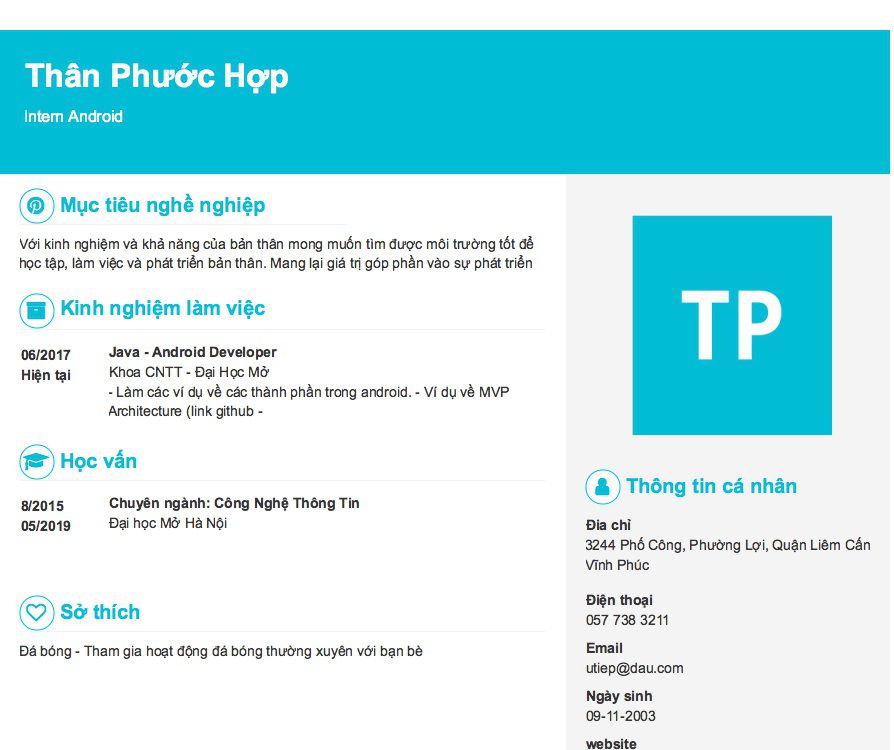 Thân Phước Hợp
Intern Android
Mục tiêu nghề nghiệp
Với kinh nghiệm và khả năng của bản thân mong muốn tìm được môi trường tốt để
học tập, làm việc và phát triển bản thân. Mang lại giá trị góp phần vào sự phát triển
Kinh nghiệm làm việc
06/2017
Hiện tại
Java - Android Developer
Khoa CNTT - Đại Học Mở
- Làm các ví dụ về các thành phần trong android. - Ví dụ về MVP
Architecture (link github -
Học vấn
8/2015
05/2019
Chuyên ngành: Công Nghệ Thông Tin
Đại học Mở Hà Nội
Sở thích
Đá bóng - Tham gia hoạt động đá bóng thường xuyên với bạn bè
TP
Thông tin cá nhân
Địa chỉ
3244 Phố Công, Phường Lợi, Quận Liêm Cấn
Vĩnh Phúc
Điện thoại
057 738 3211
Email
utiep@dau.com
Ngày sinh
09-11-2003
website